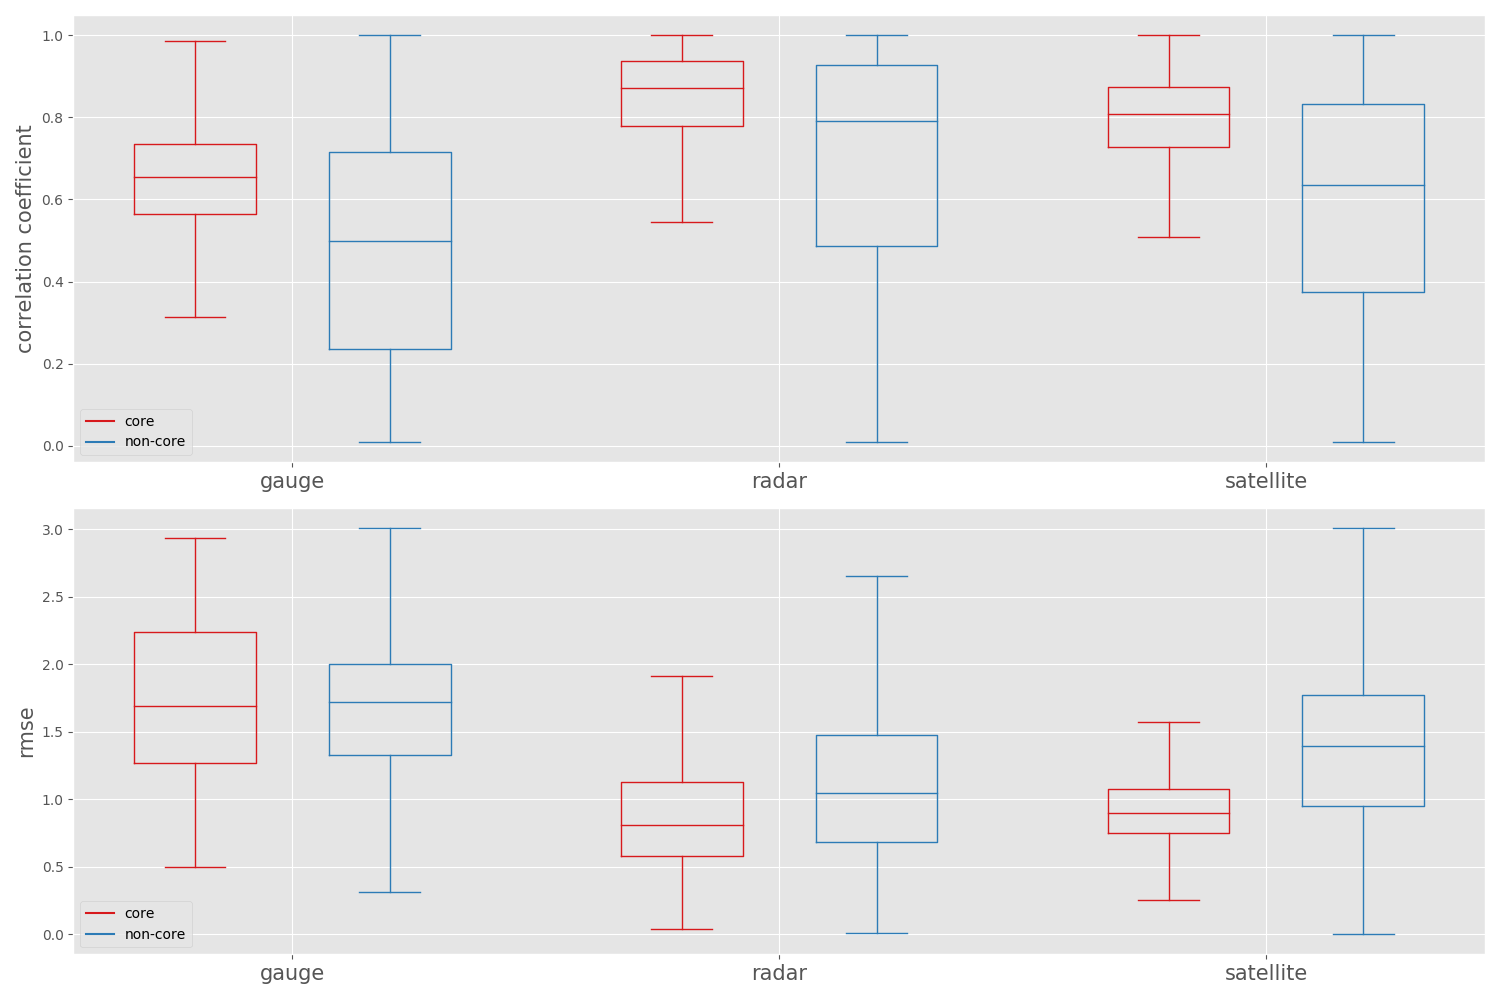 correlation coefficient
1.0
0.8
0.6
0.4
0.2
0.0
core
non-core
gauge
radar
satellite
rmse
3.0
2.5
2.0
1.5
1.0
0.5
0.0
core
non-core
gauge
radar
satellite